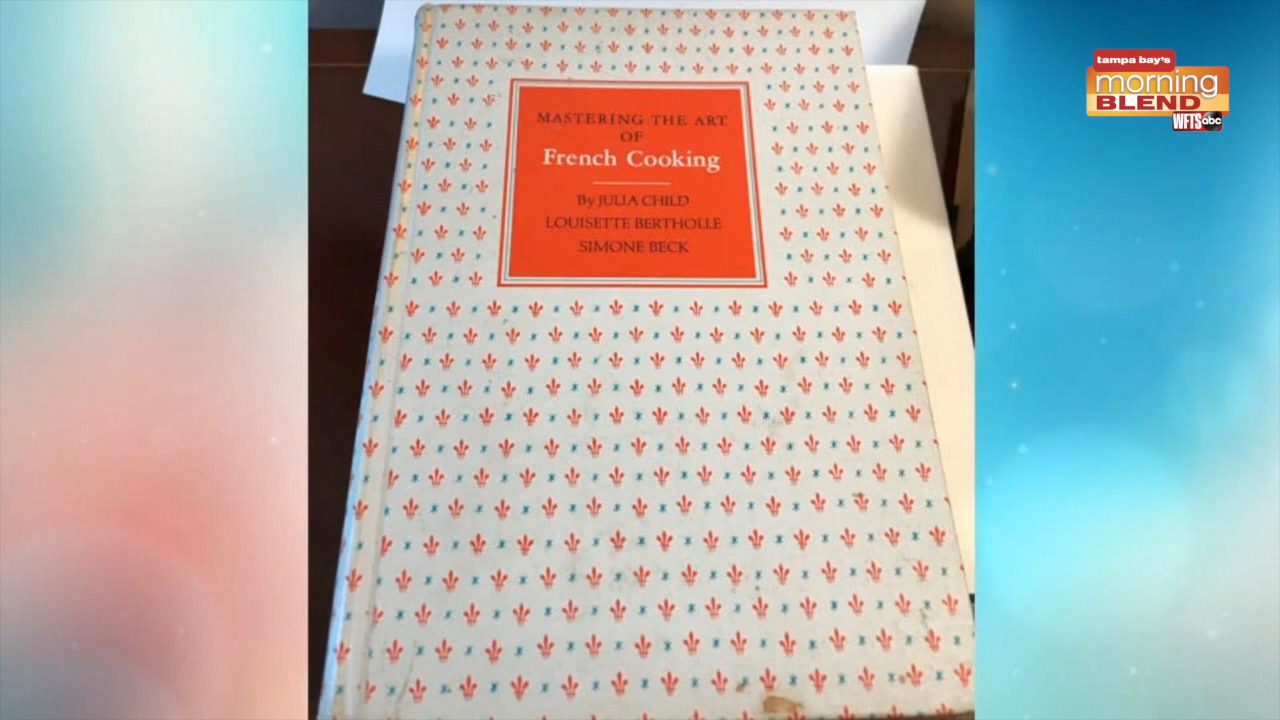 MASTERING THE ART
OF
French Cooking
By JULIA CHILD
LOUISETTE BERTHOLLE
SIMONE BECK
tampa bay's
morning
BLEND
WFTS abc